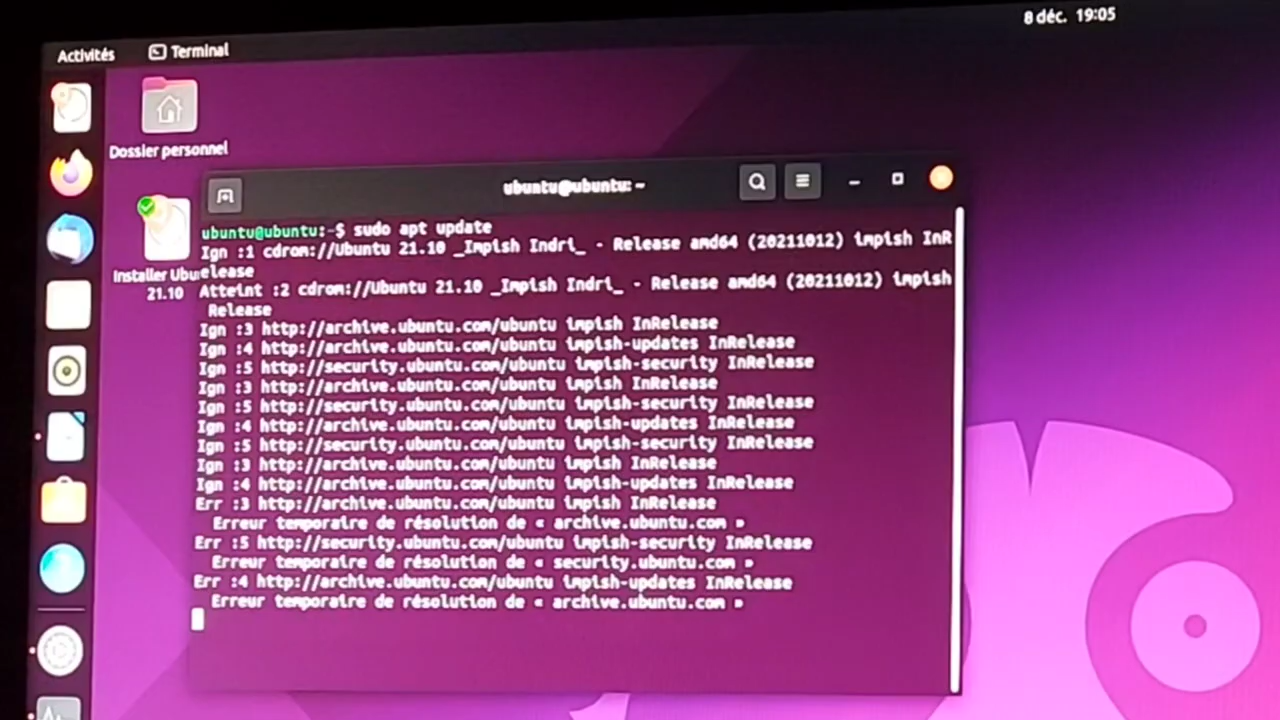 8 déc. 19:05
Activités
Terminal
Dossier personnel
Installer Ubu
21.10
ubuntu@ubuntu: ~
ubuntu@ubuntu:~$ sudo apt update
Ign :1 cdrom://Ubuntu 21.10 _Impish Indri_ - Release amd64 (20211012) impish InR
elease
Atteint :2 cdrom://Ubuntu 21.10 _Impish Indri_ - Release amd64 (20211012) impish
Release
Ign :3 http://archive.ubuntu.com/ubuntu impish InRelease
Ign :4 http://archive.ubuntu.com/ubuntu impish-updates InRelease
Ign :5 http://security.ubuntu.com/ubuntu impish-security InRelease
Ign :3 http://archive.ubuntu.com/ubuntu impish InRelease
Ign :5 http://security.ubuntu.com/ubuntu impish-security InRelease
Ign :4 http://archive.ubuntu.com/ubuntu impish-updates InRelease
Ign :5 http://security.ubuntu.com/ubuntu impish-security InRelease
Ign :3 http://archive.ubuntu.com/ubuntu impish InRelease
Ign :4 http://archive.ubuntu.com/ubuntu impish-updates InRelease
Err :3 http://archive.ubuntu.com/ubuntu impish InRelease
Erreur temporaire de résolution de « archive.ubuntu.com »
Err :5 http://security.ubuntu.com/ubuntu impish-security InRelease
Erreur temporaire de résolution de « security.ubuntu.com »
Err :4 http://archive.ubuntu.com/ubuntu impish-updates InRelease
Erreur temporaire de résolution de « archive.ubuntu.com »